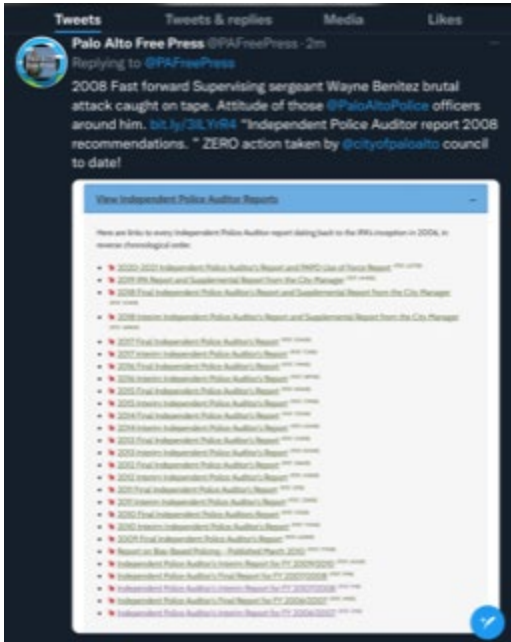 Tweets Tweets & replies Media Likes
Palo Alto Free Press @PAFreePress · 2m
Replying to @PAFreePress
2008 Fast forward Supervising sergeant Wayne Benitez brutal
attack caught on tape. Attitude of those @PaloAltoPolice officers
around him. "Independent Police Auditor report 2008
recommendations. " ZERO action taken by @cityofpaloalto council
to date!
View Independent Police Auditor Reports
Here are links to every Independent Police Auditor report dating back to the IPA's inception in 2006, in
reverse chronological order.
2020-2021 Independent Police Auditor's Report and PAPD Use of Force Report
2019 IPA Report and Supplemental Report from the City Manager
2018 Final Independent Police Auditor's Report and Supplemental Report from the City Manager
2018 Interim Independent Police Auditor's Report and Supplemental Report from the City Manager
2017 Final Independent Police Auditor's Report
2017 Interim Independent Police Auditor's Report
2016 Final Independent Police Auditor's Report
2016 Interim Independent Police Auditor's Report
2015 Final Independent Police Auditor's Report
2015 Interim Independent Police Auditor's Report
2014 Final Independent Police Auditor's Report
2014 Interim Independent Police Auditor's Report
2013 Final Independent Police Auditor's Report
2013 Interim Independent Police Auditor's Report
2012 Final Independent Police Auditor's Report
2012 Interim Independent Police Auditor's Report
2011 Final Independent Police Auditor's Report
2011 Interim Independent Police Auditor's Report
2010 Final Independent Police Auditor's Report
2010 Interim Independent Police Auditor's Report
2009 Final Independent Police Auditor's Report
Report on Bias-Based Policing - Published March 2010
Independent Police Auditor's Interim Report for FY 2009/2010
Independent Police Auditor's Final Report for FY 2007/2008
Independent Police Auditor's Interim Report for FY 2007/2008
Independent Police Auditor's Final Report for FY 2006/2007
Independent Police Auditor's Interim Report for FY 2006/2007